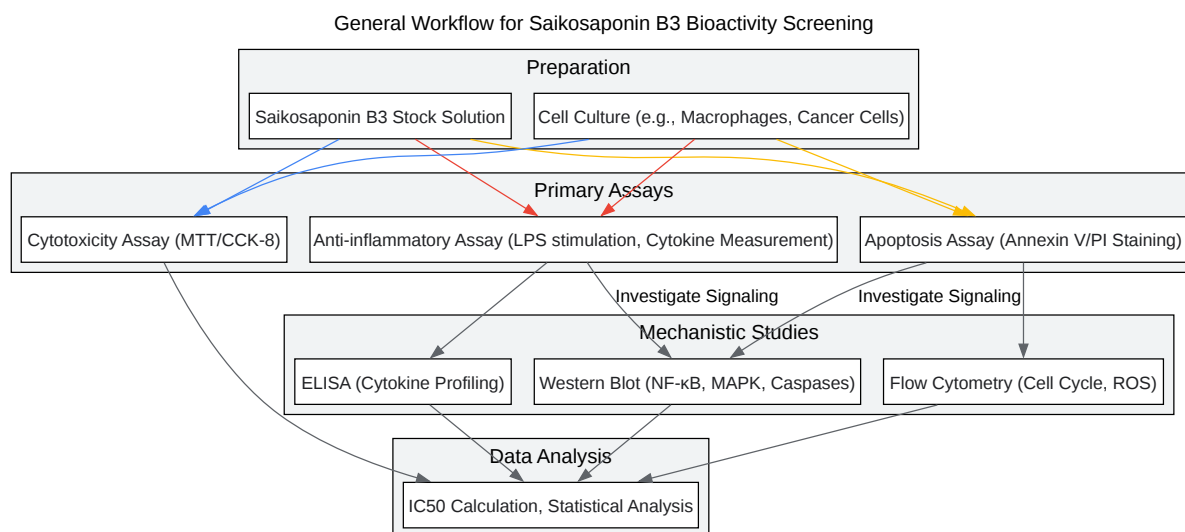 General Workflow for Saikosaponin B3 Bioactivity Screening
Preparation
Saikosaponin B3 Stock Solution
Cell Culture (e.g., Macrophages, Cancer Cells)
Primary Assays
Cytotoxicity Assay (MTT/CCK-8)
Anti-inflammatory Assay (LPS stimulation, Cytokine Measurement)
Apoptosis Assay (Annexin V/PI Staining)
Investigate Signaling
Investigate Signaling
Mechanistic Studies
ELISA (Cytokine Profiling)
Western Blot (NF-κB, MAPK, Caspases)
Flow Cytometry (Cell Cycle, ROS)
Data Analysis
IC50 Calculation, Statistical Analysis